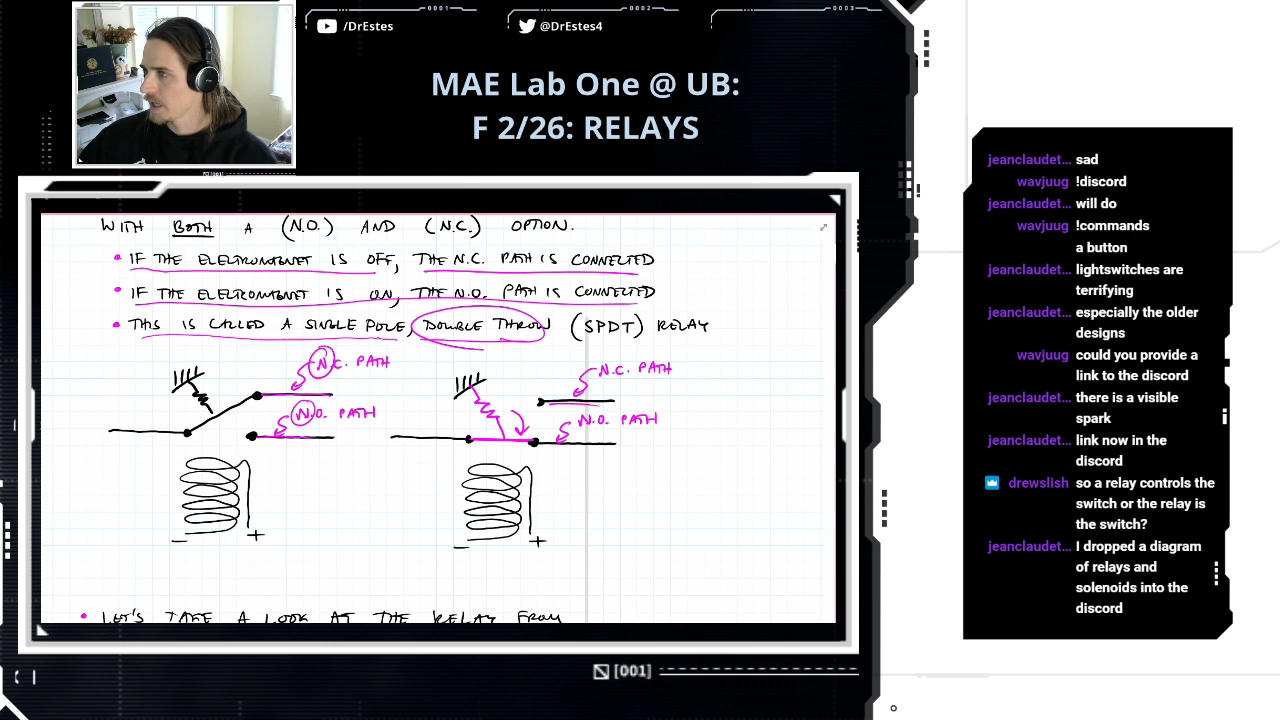 0001
0002
0003
/DrEstes
@DrEstes4
MAE Lab One @ UB:
F 2/26: RELAYS
[001]
WITH BOTH A (N.O.) AND (N.C.) OPTION.
• IF THE ELECTROMAGNET IS OFF, THE N.C. PATH IS CONNECTED
• IF THE ELECTROMAGNET IS ON, THE N.O. PATH IS CONNECTED
• THIS IS CALLED A SINGLE POLE, DOUBLE THROW (SPDT) RELAY
N.C. PATH
N.O. PATH
N.C. PATH
N.O. PATH
− +
− +
• LET'S TAKE A LOOK AT THE RELAY FROM
[001]
jeanclaudet... sad
wavjuug !discord
jeanclaudet... will do
wavjuug !commands
a button
jeanclaudet... lightswitches are
terrifying
jeanclaudet... especially the older
designs
wavjuug could you provide a
link to the discord
jeanclaudet... there is a visible
spark
jeanclaudet... link now in the
discord
drewslish so a relay controls the
switch or the relay is
the switch?
jeanclaudet... I dropped a diagram
of relays and
solenoids into the
discord